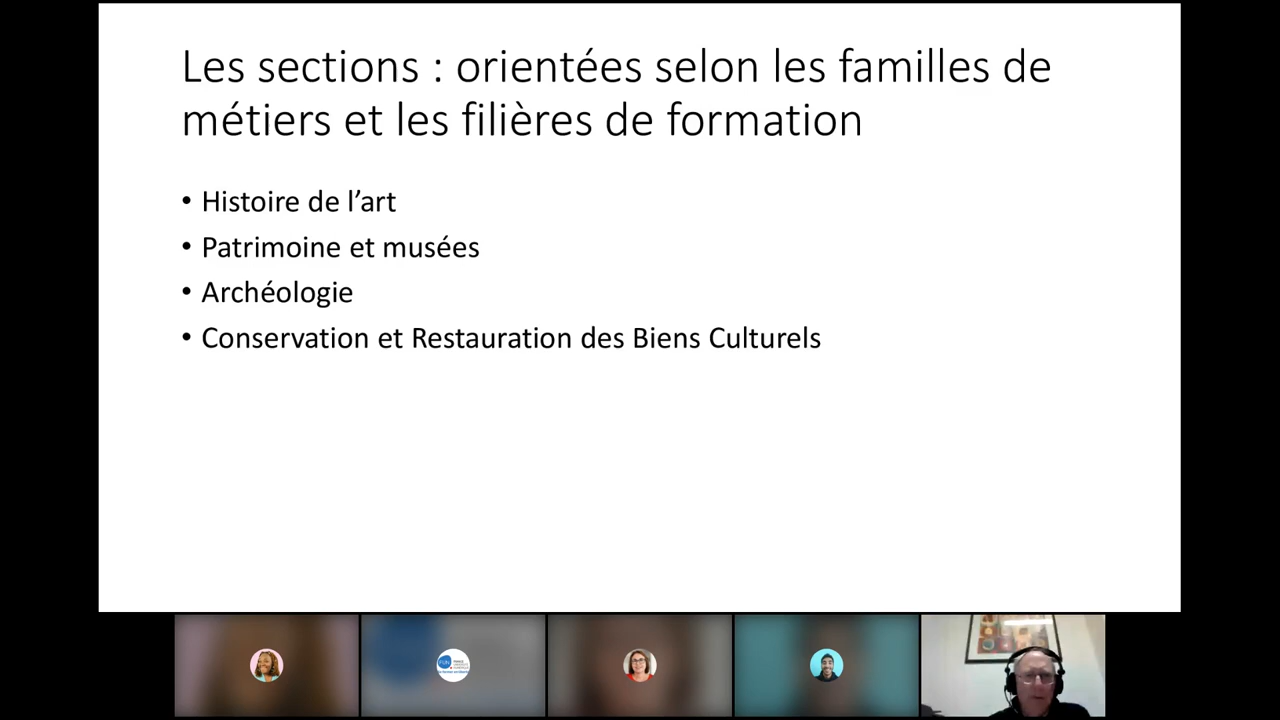 Les sections : orientées selon les familles de
métiers et les filières de formation
• Histoire de l’art
• Patrimoine et musées
• Archéologie
• Conservation et Restauration des Biens Culturels
FUN